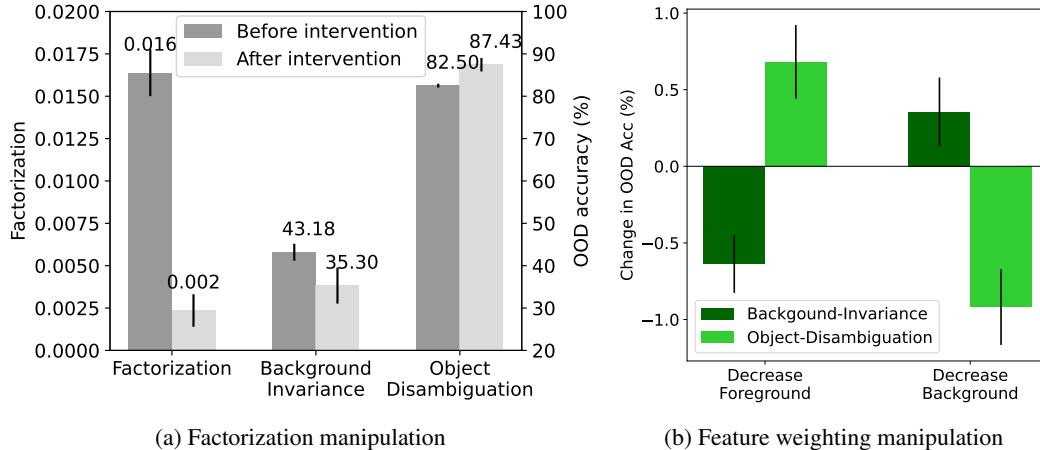 0.0200
0.0175
0.0150
0.0125
0.0100
0.0075
0.0050
0.0025
0.0000
Factorization
Before intervention
After intervention
0.016
0.002
43.18
35.30
82.50
87.43
100
90
80
70
60
50
40
30
20
OOD accuracy (%)
Factorization
Background
Invariance
Object
Disambiguation
(a) Factorization manipulation
1.0
0.5
0.0
−0.5
−1.0
Change in OOD Acc (%)
Backgound-Invariance
Object-Disambiguation
Decrease
Foreground
Decrease
Background
(b) Feature weighting manipulation